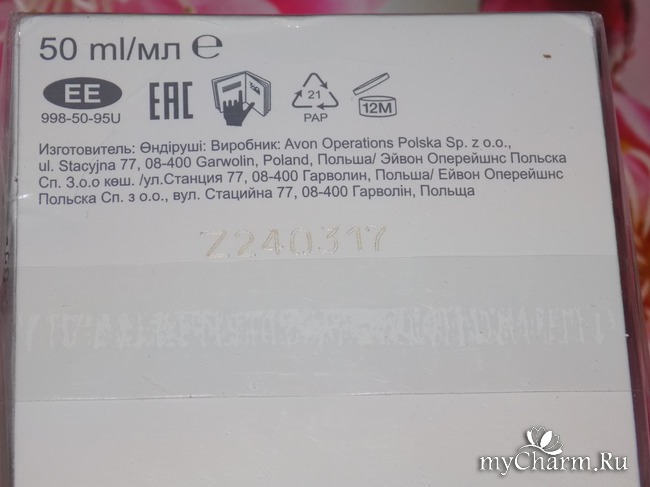 50 ml/мл ℮
EE
998-50-95U
EAC
21
PAP
12M
Изготовитель: Өндіруші: Виробник: Avon Operations Polska Sp. z o.o.,
ul. Stacyjna 77, 08-400 Garwolin, Poland, Польша/ Эйвон Оперейшнс Польска
Сп. З.о.о көш. /ул.Станция 77, 08-400 Гарволин, Польша/ Ейвон Оперейшнс
Польска Сп. з о.о., вул. Стаційна 77, 08-400 Гарволін, Польща
Z240317
myCharm.Ru